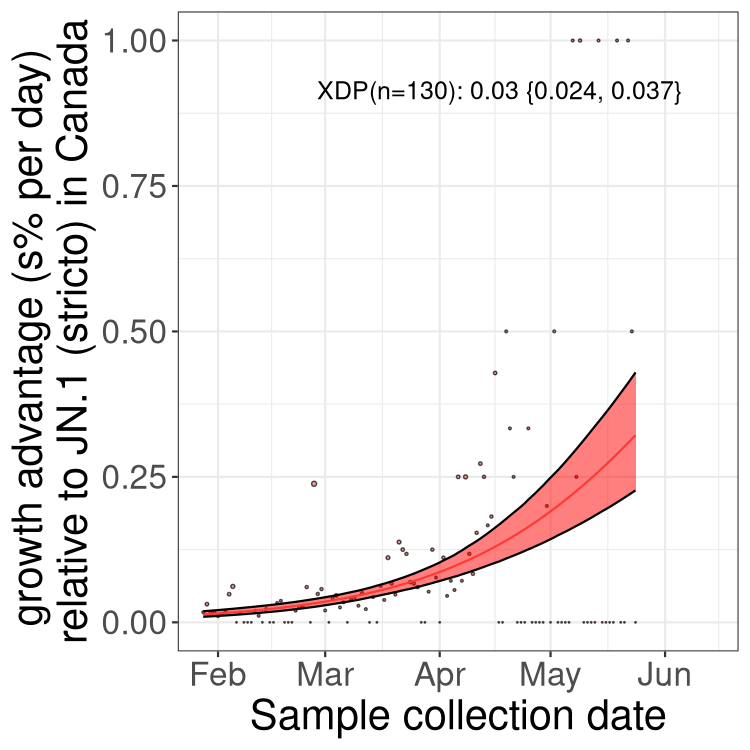 growth advantage (s% per day)
relative to JN.1 (stricto) in Canada
1.00
XDP(n=130): 0.03 {0.024, 0.037}
0.75
0.50
0.25
0.00
Feb Mar Apr May Jun
Sample collection date